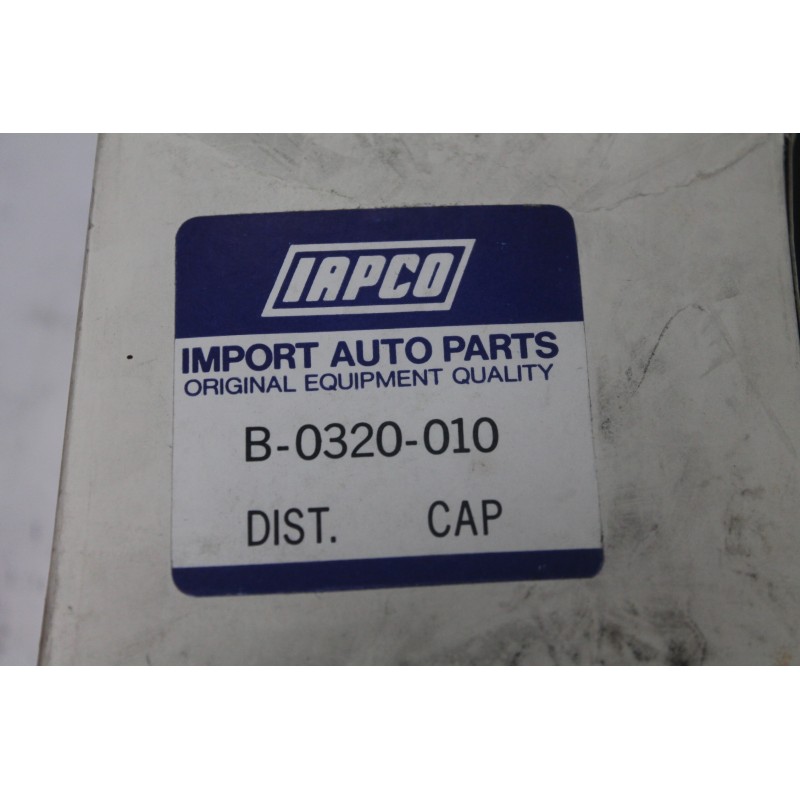 IAPCO
IMPORT AUTO PARTS
ORIGINAL EQUIPMENT QUALITY
B-0320-010
DIST. CAP